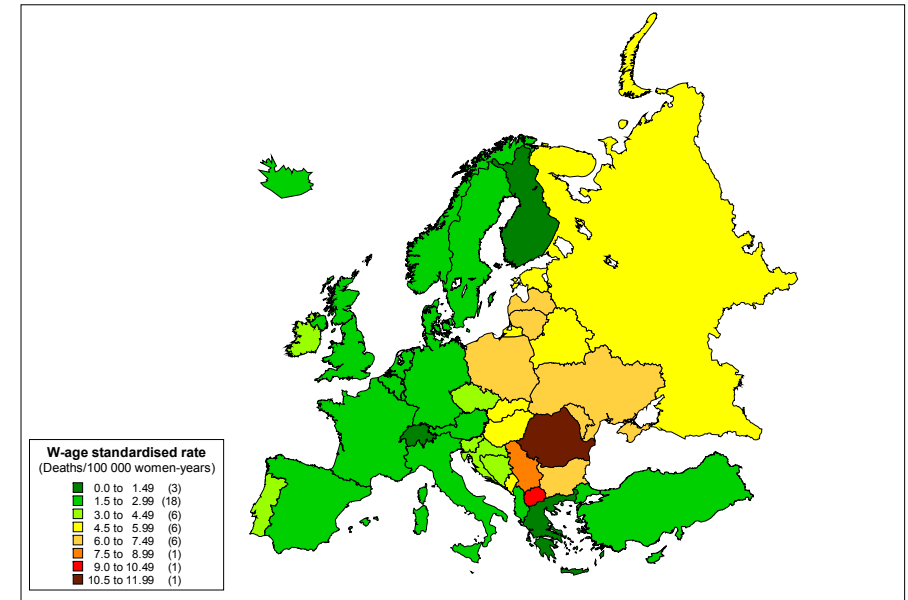 W-age standardised rate
(Deaths/100 000 women-years)
0.0 to 1.49 (3)
1.5 to 2.99 (18)
3.0 to 4.49 (6)
4.5 to 5.99 (6)
6.0 to 7.49 (6)
7.5 to 8.99 (1)
9.0 to 10.49 (1)
10.5 to 11.99 (1)